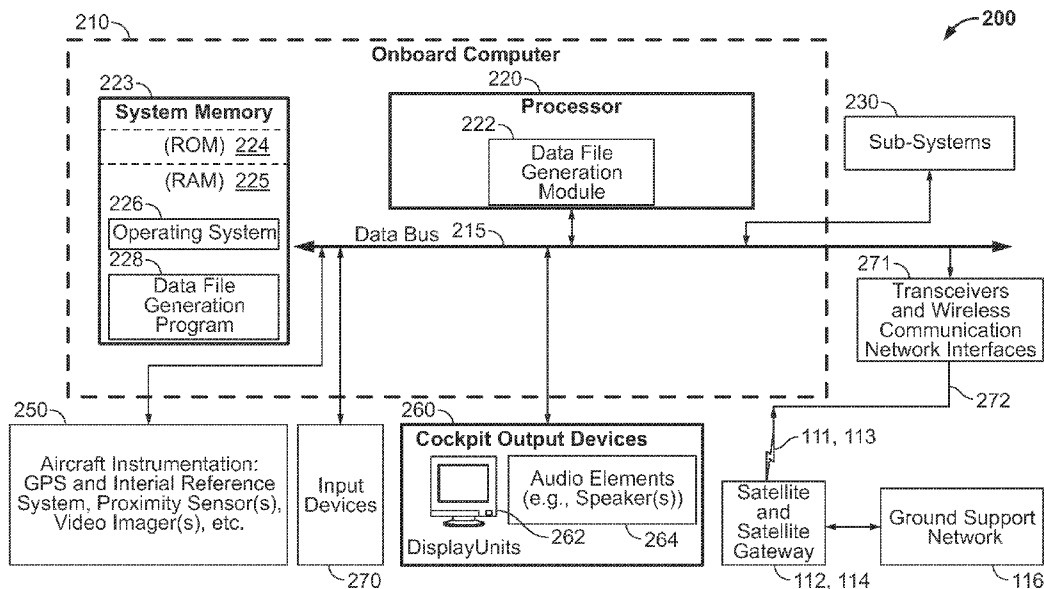 210
200
Onboard Computer
223
System Memory
(ROM) 224
(RAM) 225
226
Operating System
228
Data File
Generation
Program
220
Processor
222
Data File
Generation
Module
230
Sub-Systems
Data Bus 215
271
Transceivers
and Wireless
Communication
Network Interfaces
272
250
Aircraft Instrumentation:
GPS and Interial Reference
System, Proximity Sensor(s),
Video Imager(s), etc.
Input
Devices
270
260
Cockpit Output Devices
Audio Elements
(e.g., Speaker(s))
262
264
DisplayUnits
111, 113
Satellite
and
Satellite
Gateway
112, 114
Ground Support
Network
116